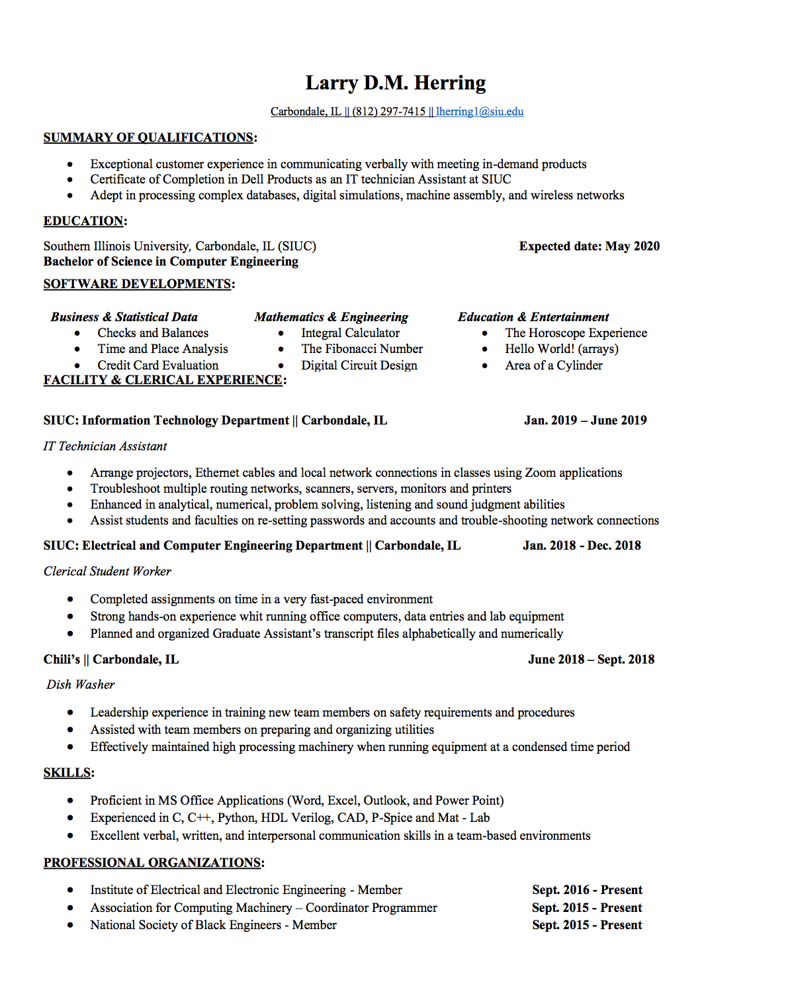 Larry D.M. Herring
Carbondale, IL || (812) 297-7415 || lherring1@siu.edu
SUMMARY OF QUALIFICATIONS:
• Exceptional customer experience in communicating verbally with meeting in-demand products
• Certificate of Completion in Dell Products as an IT technician Assistant at SIUC
• Adept in processing complex databases, digital simulations, machine assembly, and wireless networks
EDUCATION:
Southern Illinois University, Carbondale, IL (SIUC) Expected date: May 2020
Bachelor of Science in Computer Engineering
SOFTWARE DEVELOPMENTS:
Business & Statistical Data Mathematics & Engineering Education & Entertainment
• Checks and Balances • Integral Calculator • The Horoscope Experience
• Time and Place Analysis • The Fibonacci Number • Hello World! (arrays)
• Credit Card Evaluation • Digital Circuit Design • Area of a Cylinder
FACILITY & CLERICAL EXPERIENCE:
SIUC: Information Technology Department || Carbondale, IL Jan. 2019 – June 2019
IT Technician Assistant
• Arrange projectors, Ethernet cables and local network connections in classes using Zoom applications
• Troubleshoot multiple routing networks, scanners, servers, monitors and printers
• Enhanced in analytical, numerical, problem solving, listening and sound judgment abilities
• Assist students and faculties on re-setting passwords and accounts and trouble-shooting network connections
SIUC: Electrical and Computer Engineering Department || Carbondale, IL Jan. 2018 - Dec. 2018
Clerical Student Worker
• Completed assignments on time in a very fast-paced environment
• Strong hands-on experience whit running office computers, data entries and lab equipment
• Planned and organized Graduate Assistant’s transcript files alphabetically and numerically
Chili’s || Carbondale, IL June 2018 – Sept. 2018
Dish Washer
• Leadership experience in training new team members on safety requirements and procedures
• Assisted with team members on preparing and organizing utilities
• Effectively maintained high processing machinery when running equipment at a condensed time period
SKILLS:
• Proficient in MS Office Applications (Word, Excel, Outlook, and Power Point)
• Experienced in C, C++, Python, HDL Verilog, CAD, P-Spice and Mat - Lab
• Excellent verbal, written, and interpersonal communication skills in a team-based environments
PROFESSIONAL ORGANIZATIONS:
• Institute of Electrical and Electronic Engineering - Member Sept. 2016 - Present
• Association for Computing Machinery – Coordinator Programmer Sept. 2015 - Present
• National Society of Black Engineers - Member Sept. 2015 - Present